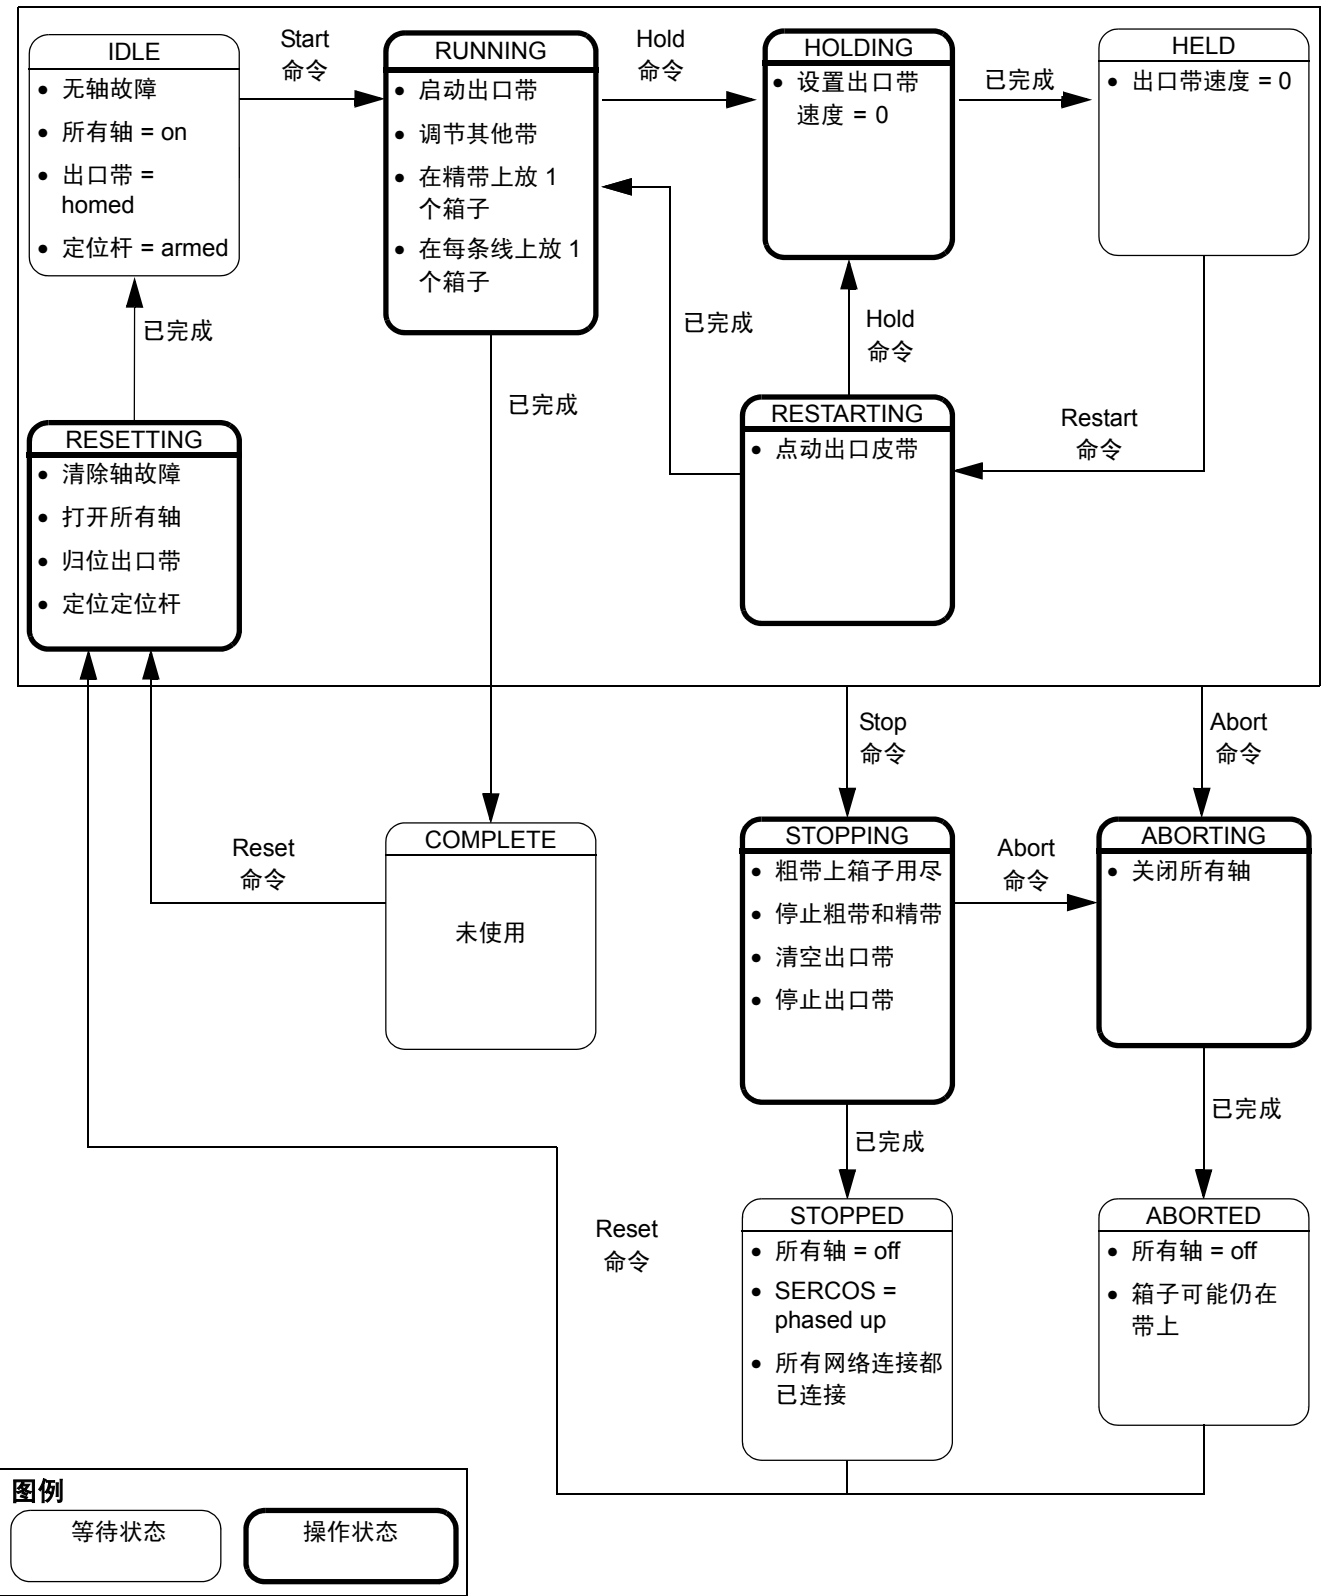 IDLE
• 无轴故障
• 所有轴 = on
• 出口带 =
homed
• 定位杆 = armed
Start
命令
RUNNING
• 启动出口带
• 调节其他带
• 在精带上放 1
个箱子
• 在每条线上放 1
个箱子
Hold
命令
HOLDING
• 设置出口带
速度 = 0
已完成
HELD
• 出口带速度 = 0
已完成
已完成
Hold
命令
已完成
RESETTING
• 清除轴故障
• 打开所有轴
• 归位出口带
• 定位定位杆
RESTARTING
• 点动出口皮带
Restart
命令
Stop
命令
Abort
命令
Reset
命令
COMPLETE
未使用
STOPPING
• 粗带上箱子用尽
• 停止粗带和精带
• 清空出口带
• 停止出口带
Abort
命令
ABORTING
• 关闭所有轴
已完成
已完成
Reset
命令
STOPPED
• 所有轴 = off
• SERCOS =
phased up
• 所有网络连接都
已连接
ABORTED
• 所有轴 = off
• 箱子可能仍在
带上
图例
等待状态
操作状态